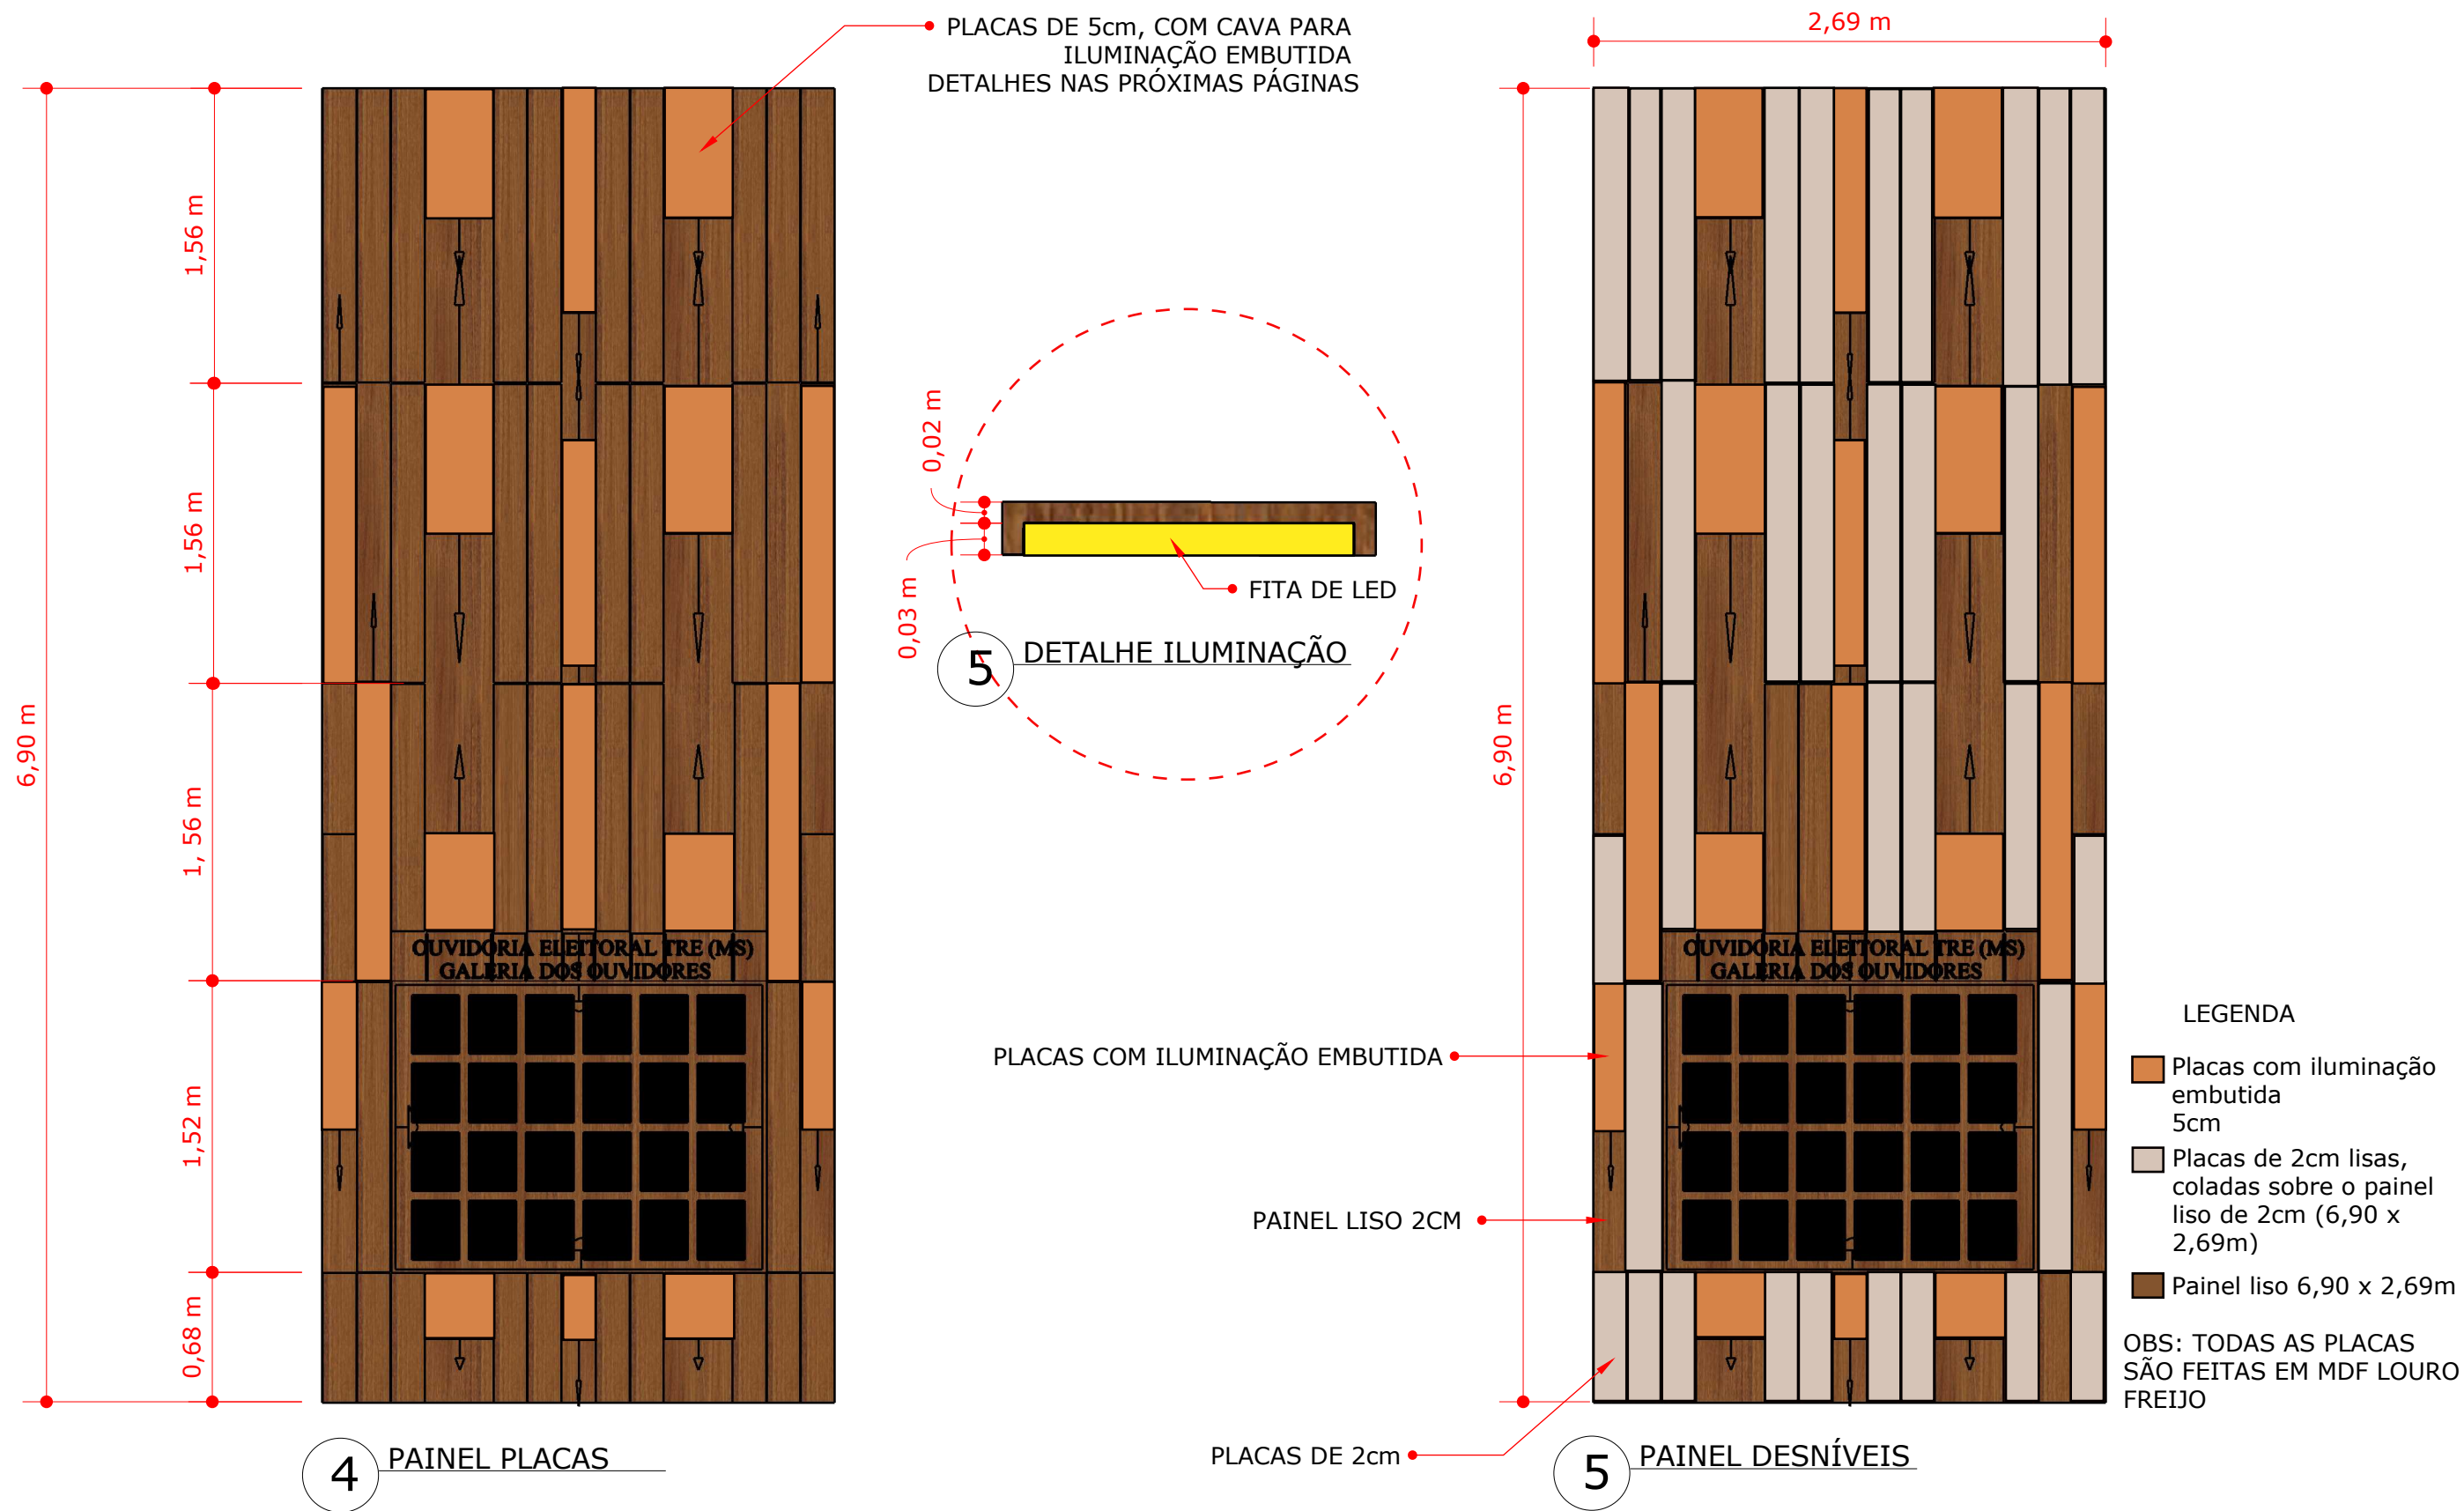 PLACAS DE 5cm, COM CAVA PARA
ILUMINAÇÃO EMBUTIDA
DETALHES NAS PRÓXIMAS PÁGINAS
6,90 m
1,56 m
1,56 m
1, 56 m
1,52 m
0,68 m
OUVIDORIA ELEITORAL TRE (MS)
GALERIA DOS OUVIDORES
4 PAINEL PLACAS
0,02 m
0,03 m
FITA DE LED
5 DETALHE ILUMINAÇÃO
2,69 m
6,90 m
OUVIDORIA ELEITORAL TRE (MS)
GALERIA DOS OUVIDORES
PLACAS COM ILUMINAÇÃO EMBUTIDA
PAINEL LISO 2CM
PLACAS DE 2cm
5 PAINEL DESNÍVEIS
LEGENDA
Placas com iluminação
embutida
5cm
Placas de 2cm lisas,
coladas sobre o painel
liso de 2cm (6,90 x
2,69m)
Painel liso 6,90 x 2,69m
OBS: TODAS AS PLACAS
SÃO FEITAS EM MDF LOURO
FREIJO